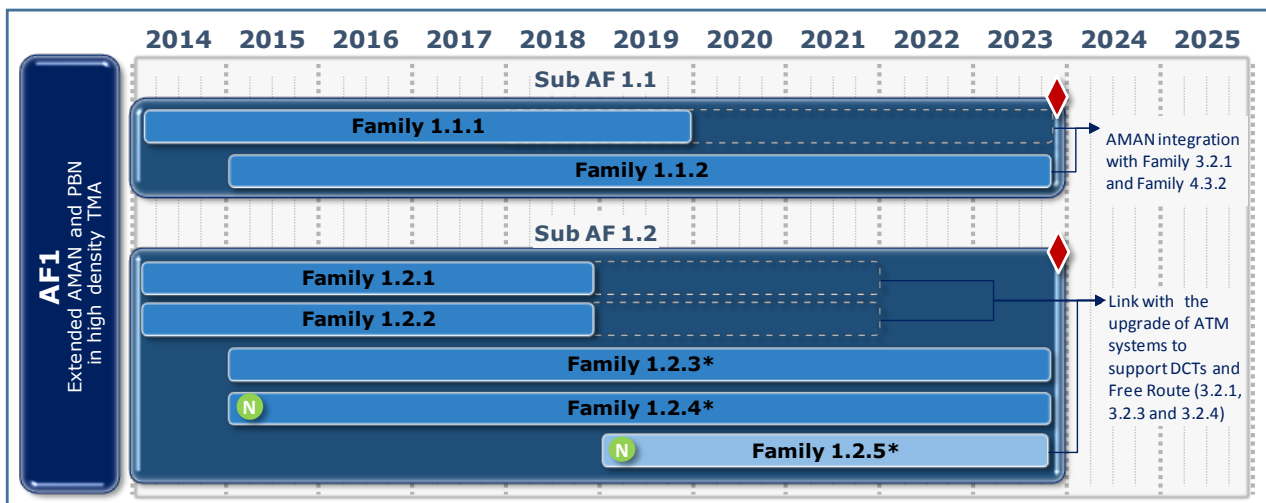 2014 2015 2016 2017 2018 2019 2020 2021 2022 2023 2024 2025
AF1
Extended AMAN and PBN
in high density TMA
Sub AF 1.1
Family 1.1.1
Family 1.1.2
AMAN integration
with Family 3.2.1
and Family 4.3.2
Sub AF 1.2
Family 1.2.1
Family 1.2.2
Family 1.2.3*
N Family 1.2.4*
N Family 1.2.5*
Link with the
upgrade of ATM
systems to
support DCTs and
Free Route (3.2.1,
3.2.3 and 3.2.4)